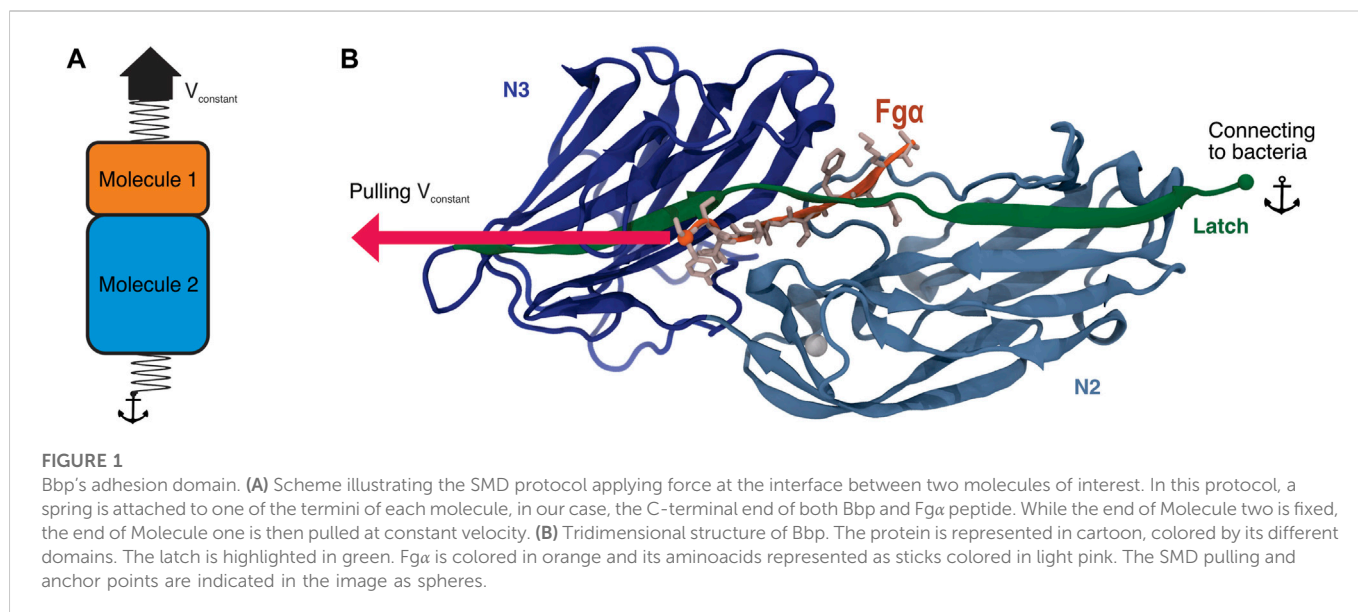 A
V constant
Molecule 1
Molecule 2
B
N3
Fgα
Connecting
to bacteria
Pulling V constant
Latch
N2
FIGURE 1
Bbp's adhesion domain. (A) Scheme illustrating the SMD protocol applying force at the interface between two molecules of interest. In this protocol, a
spring is attached to one of the termini of each molecule, in our case, the C-terminal end of both Bbp and Fgα peptide. While the end of Molecule two is fixed,
the end of Molecule one is then pulled at constant velocity. (B) Tridimensional structure of Bbp. The protein is represented in cartoon, colored by its different
domains. The latch is highlighted in green. Fgα is colored in orange and its aminoacids represented as sticks colored in light pink. The SMD pulling and
anchor points are indicated in the image as spheres.